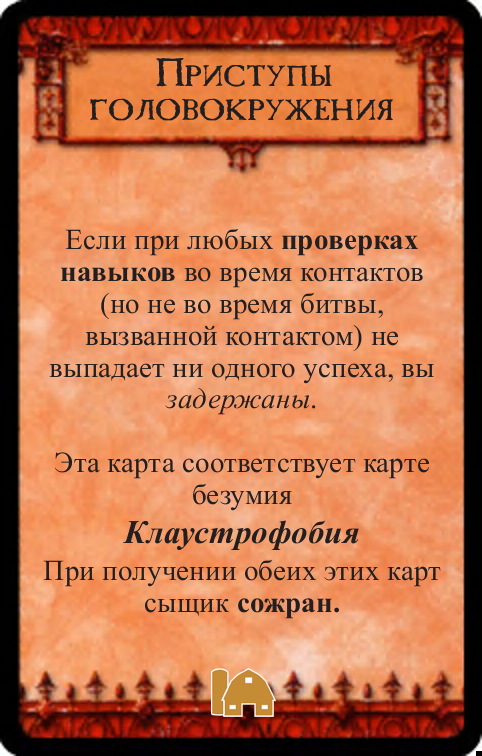 Приступы
головокружения
Если при любых проверках
навыков во время контактов
(но не во время битвы,
вызванной контактом) не
выпадает ни одного успеха, вы
задержаны.
Эта карта соответствует карте
безумия
Клаустрофобия
При получении обеих этих карт
сыщик сожран.